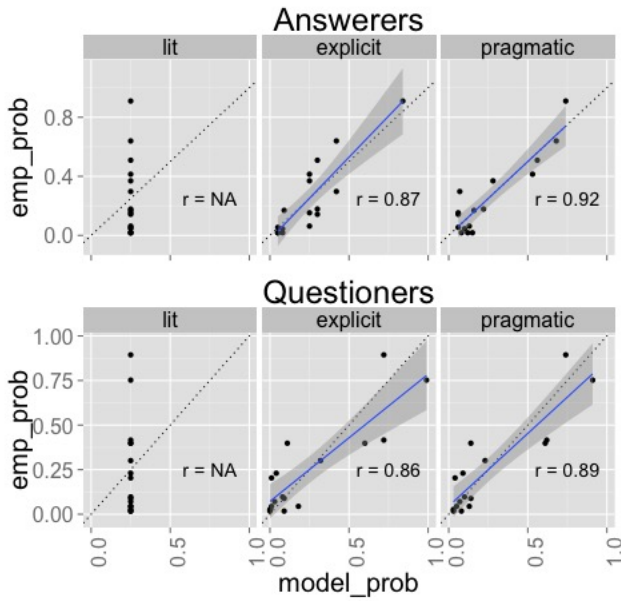 Answerers
lit explicit pragmatic
emp_prob
0.8
0.4
0.0
r = NA r = 0.87 r = 0.92
Questioners
lit explicit pragmatic
emp_prob
1.00
0.75
0.50
0.25
0.00
r = NA r = 0.86 r = 0.89
0.0 0.5 1.0 0.0 0.5 1.0 0.0 0.5 1.0
model_prob